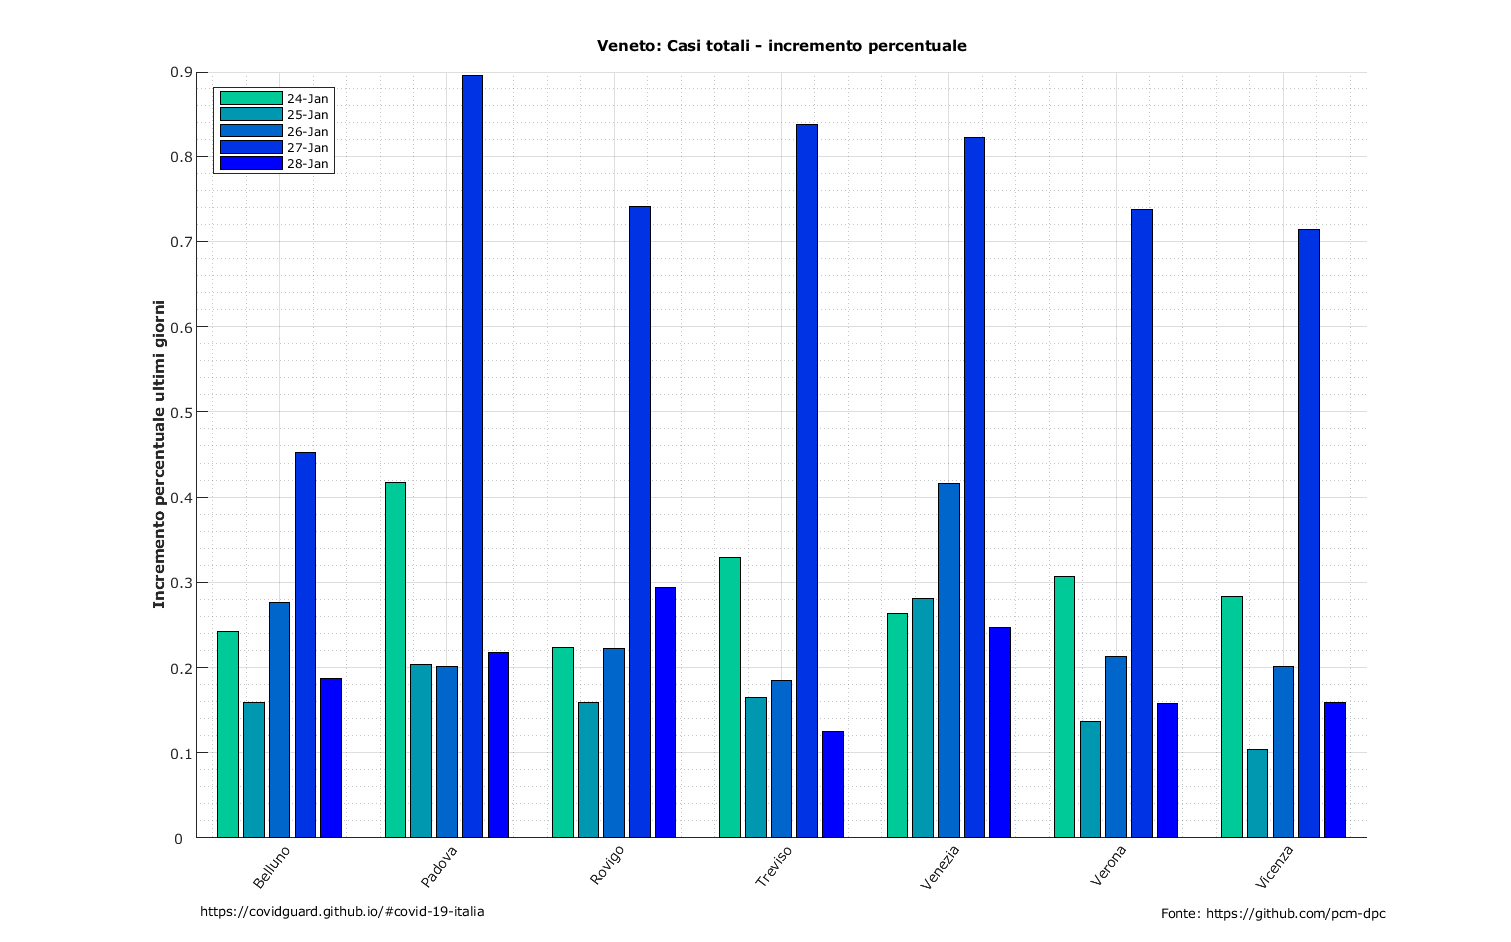 Veneto: Casi totali - incremento percentuale
Incremento percentuale ultimi giorni
0.9
0.8
0.7
0.6
0.5
0.4
0.3
0.2
0.1
0
24-Jan
25-Jan
26-Jan
27-Jan
28-Jan
Belluno
Padova
Rovigo
Treviso
Venezia
Verona
Vicenza
https://covidguard.github.io/#covid-19-italia
Fonte: https://github.com/pcm-dpc